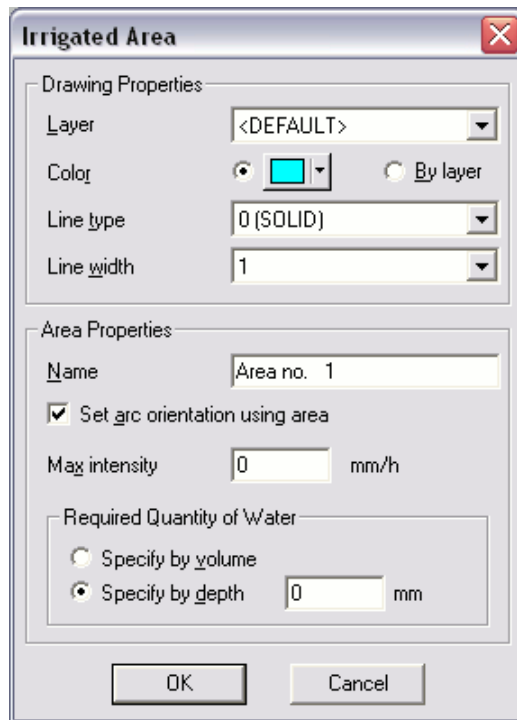 Irrigated Area
Drawing Properties
Layer <DEFAULT>
Color By layer
Line type 0 (SOLID)
Line width 1
Area Properties
Name Area no. 1
Set arc orientation using area
Max intensity 0 mm/h
Required Quantity of Water
Specify by volume
Specify by depth 0 mm
OK Cancel